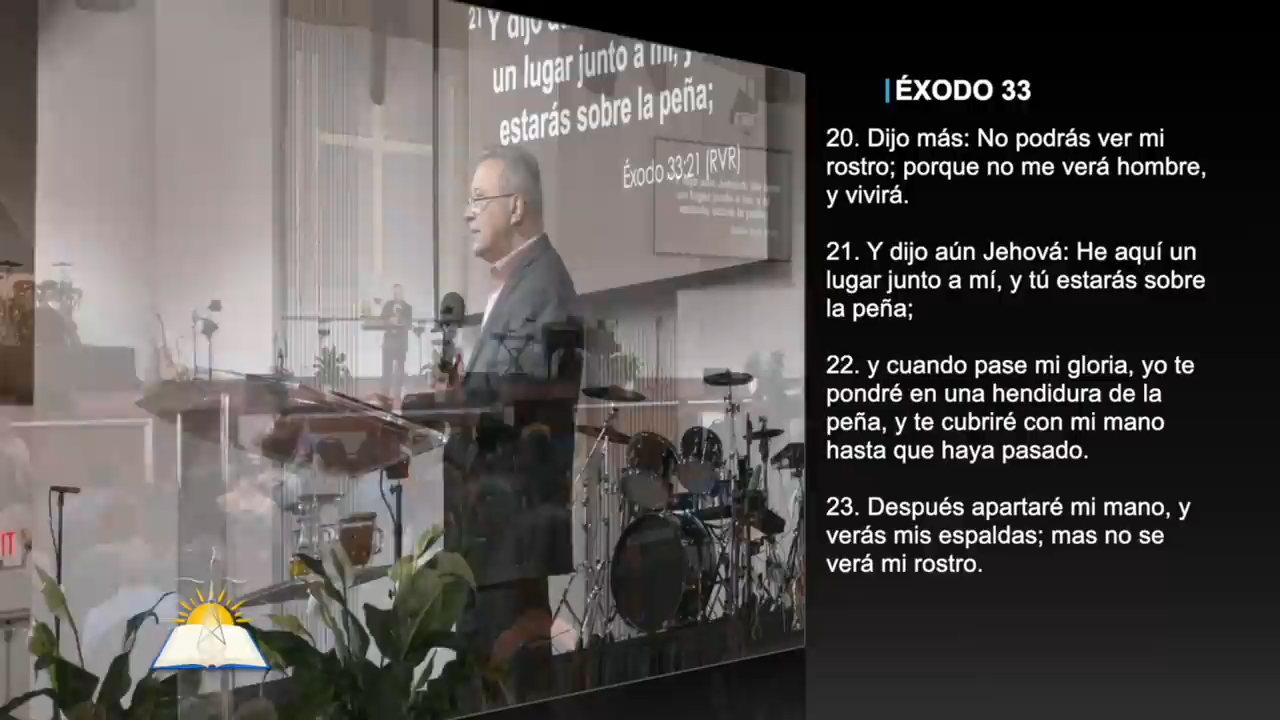 21 Y dijo
un lugar junto a mí, y
estarás sobre la peña;
Éxodo 33:21 (RVR)
IT
|ÉXODO 33
20. Dijo más: No podrás ver mi
rostro; porque no me verá hombre,
y vivirá.
21. Y dijo aún Jehová: He aquí un
lugar junto a mí, y tú estarás sobre
la peña;
22. y cuando pase mi gloria, yo te
pondré en una hendidura de la
peña, y te cubriré con mi mano
hasta que haya pasado.
23. Después apartaré mi mano, y
verás mis espaldas; mas no se
verá mi rostro.